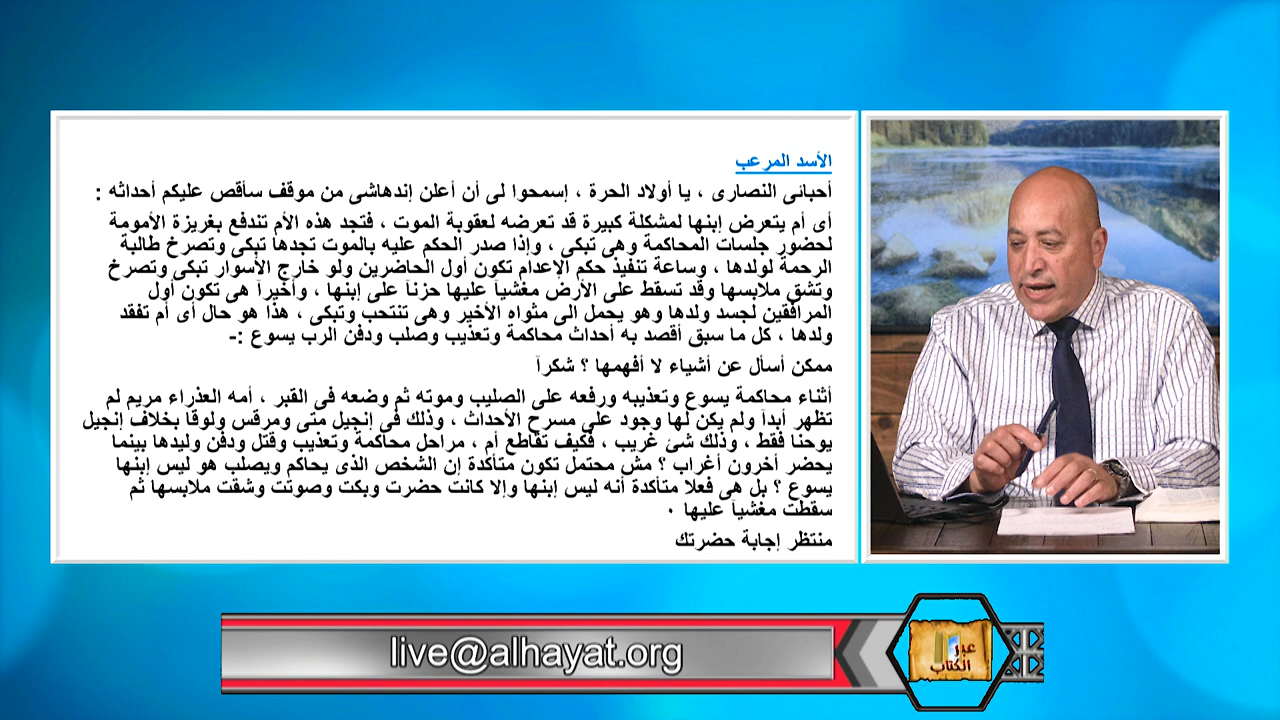 الأسد المرعب
أحبائى النصارى ، يا أولاد الحرة ، إسمحوا لى أن أعلن إندهاشى من موقف سأقص عليكم أحداثه :
أى أم يتعرض إبنها لمشكلة كبيرة قد تعرضه لعقوبة الموت ، فتجد هذه الأم تندفع بغريزة الأمومة
لحضور جلسات المحاكمة وهى تبكى ، وإذا صدر الحكم عليه بالموت تجدها تبكى وتصرخ طالبة
الرحمة لولدها ، وساعة تنفيذ حكم الإعدام تكون أول الحاضرين ولو خارج الأسوار تبكى وتصرخ
وتشق ملابسها وقد تسقط على الأرض مغشياً عليها حزناً على إبنها ، وأخيراً هى تكون أول
المرافقين لجسد ولدها وهو يحمل الى مثواه الأخير وهى تنتحب وتبكى ، هذا هو حال أى أم تفقد
ولدها ، كل ما سبق أقصد به أحداث محاكمة وتعذيب وصلب ودفن الرب يسوع :-
ممكن أسأل عن أشياء لا أفهمها ؟ شكراً
أثناء محاكمة يسوع وتعذيبه ورفعه على الصليب وموته ثم وضعه فى القبر ، أمه العذراء مريم لم
تظهر أبداً ولم يكن لها وجود على مسرح الأحداث ، وذلك فى إنجيل متى ومرقس ولوقا بخلاف إنجيل
يوحنا فقط ، وذلك شئ غريب ، فكيف تقاطع أم ، مراحل محاكمة وتعذيب وقتل ودفن وليدها بينما
يحضر أخرون أغراب ؟ مش محتمل تكون متأكدة إن الشخص الذى يحاكم ويصلب هو ليس إبنها
يسوع ؟ بل هى فعلا متأكدة أنه ليس إبنها وإلا كانت حضرت وبكت وصوتت وشقت ملابسها ثم
سقطت مغشياً عليها ٠
منتظر إجابة حضرتك
live@alhayat.org
عبر
الكتاب